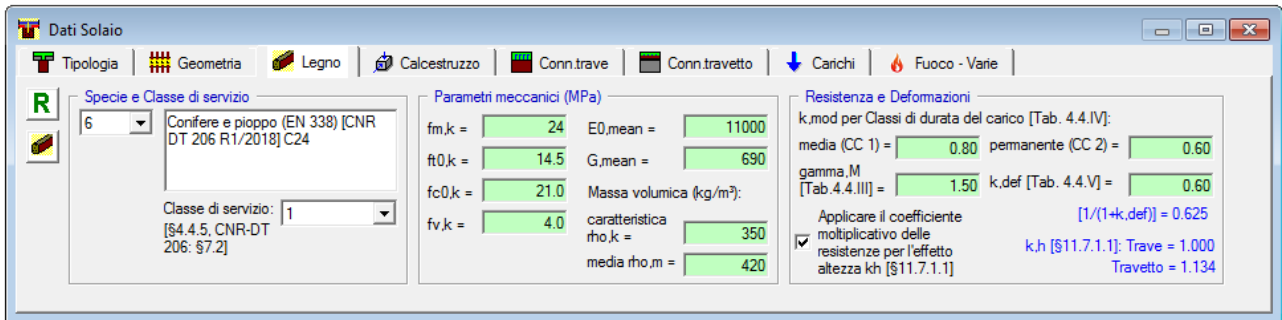 Dati Solaio
Tipologia Geometria Legno Calcestruzzo Conn.trave Conn.travetto Carichi Fuoco - Varie
R
Specie e Classe di servizio
6
Conifere e pioppo (EN 338) [CNR
DT 206 R1/2018] C24
Classe di servizio: 1
[§4.4.5, CNR-DT
206: §7.2]
Parametri meccanici (MPa)
fm,k = 24 E0,mean = 11000
ft0,k = 14.5 G,mean = 690
fc0,k = 21.0 Massa volumica (kg/m³):
fv,k = 4.0 caratteristica
rho,k = 350
media rho,m = 420
Resistenza e Deformazioni
k,mod per Classi di durata del carico [Tab. 4.4.IV]:
media (CC 1) = 0.80 permanente (CC 2) = 0.60
gamma,M
[Tab.4.4.III] = 1.50 k,def [Tab. 4.4.V] = 0.60
Applicare il coefficiente
moltiplicativo delle
resistenze per l'effetto
altezza kh [§11.7.1.1]
[1/(1+k,def)] = 0.625
k,h [§11.7.1.1]: Trave = 1.000
Travetto = 1.134